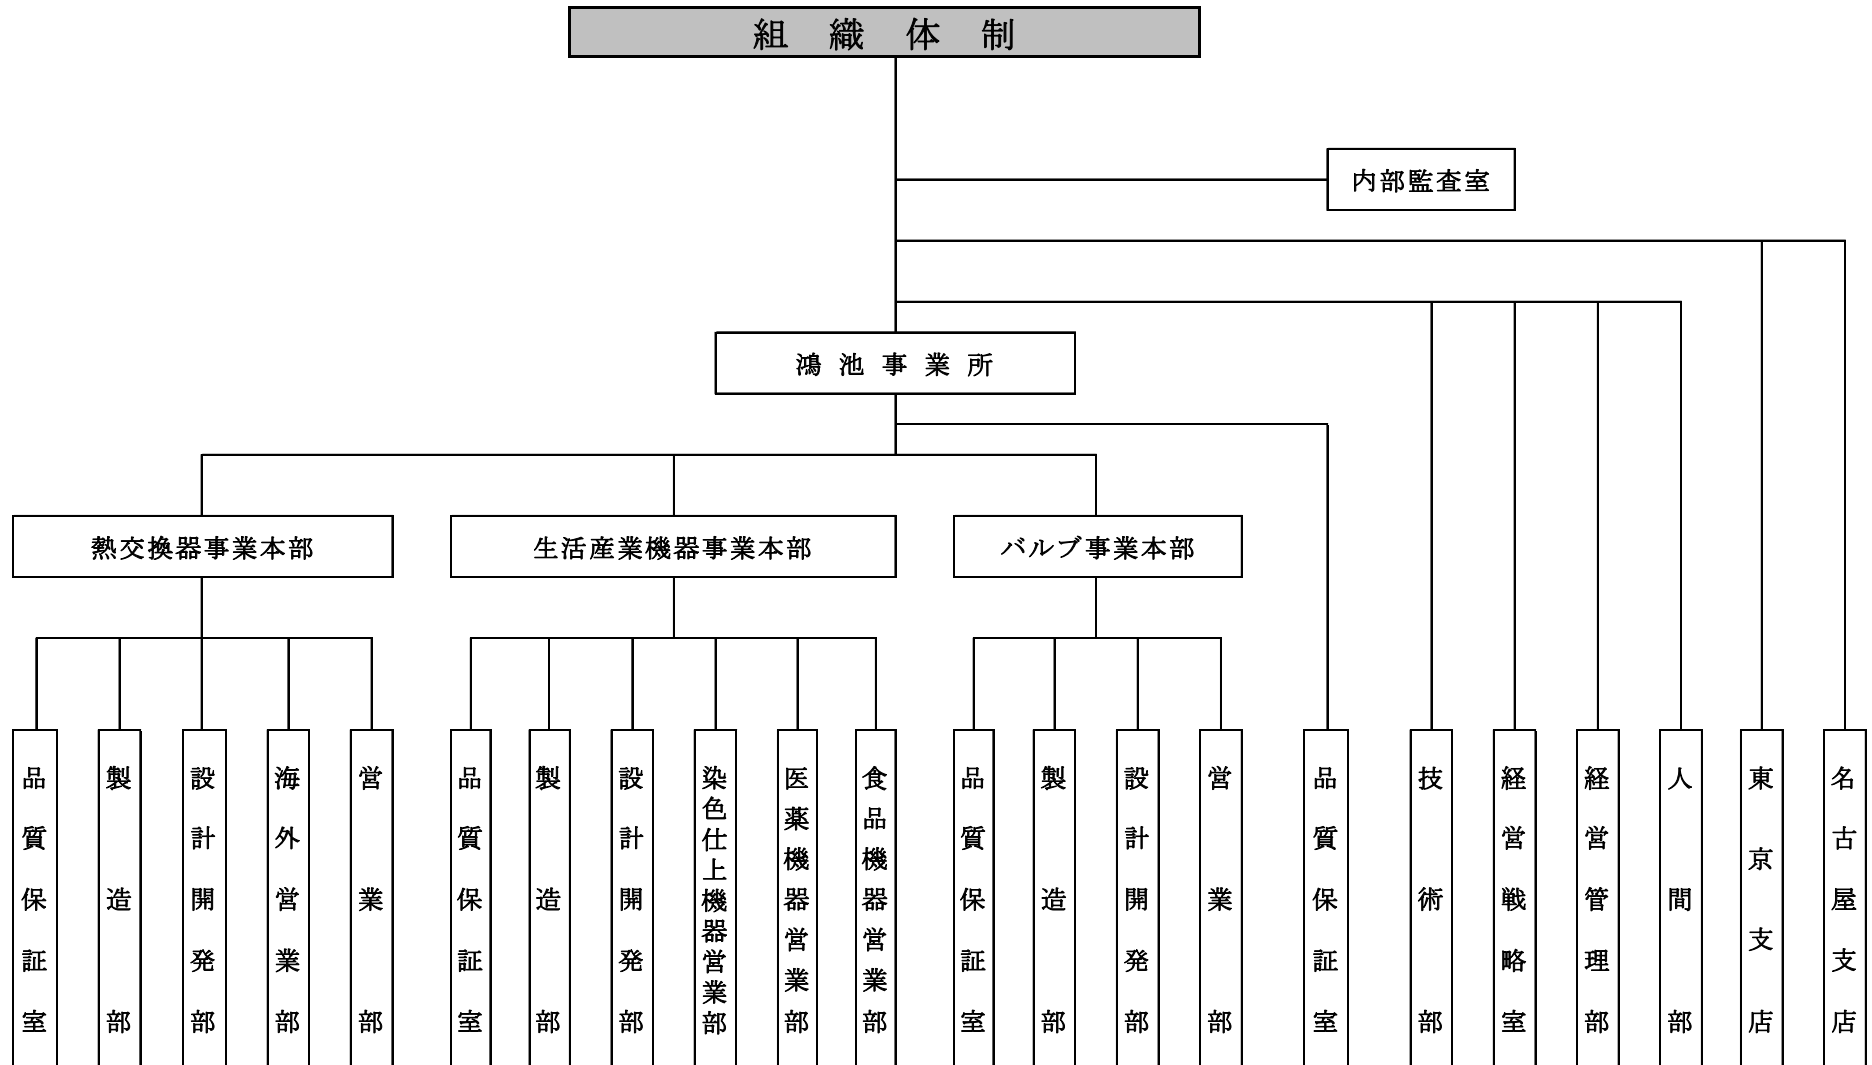 組織体制
内部監査室
鴻池事業所
熱交換器事業本部
生活産業機器事業本部
バルブ事業本部
品質保証室
製造部
設計開発部
海外営業部
営業部
品質保証室
製造部
設計開発部
染色仕上機器営業部
医薬機器営業部
食品機器営業部
品質保証室
製造部
設計開発部
営業部
品質保証室
技術部
経営戦略室
経営管理部
人間部
東京支店
名古屋支店